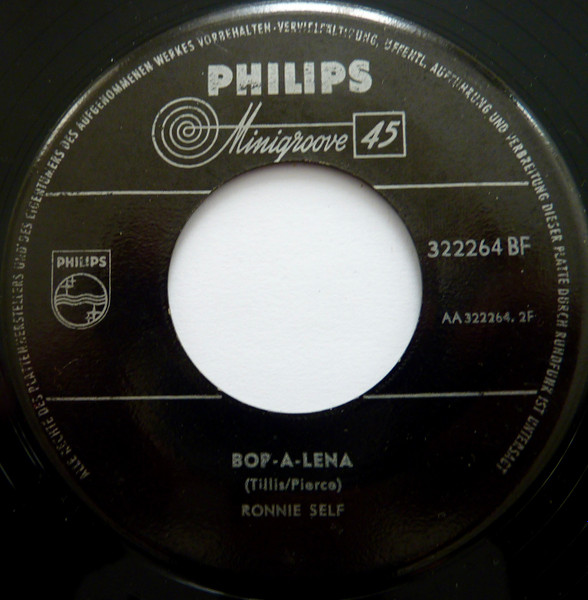 ALLE RECHTE DES PLATTENHERSTELLERS UND DES EIGENTÜMERS DES AUFGENOMMENEN WERKES VORBEHALTEN-VERVIELFÄLTIGUNG, ÖFFENTL. AUFFÜHRUNG UND VERBREITUNG DIESER PLATTE DURCH RUNDFUNK IST UNTERSAGT
PHILIPS
Minigroove 45
322264 BF
PHILIPS
AA 322264. 2F
BOP-A-LENA
(Tillis/Pierce)
RONNIE SELF